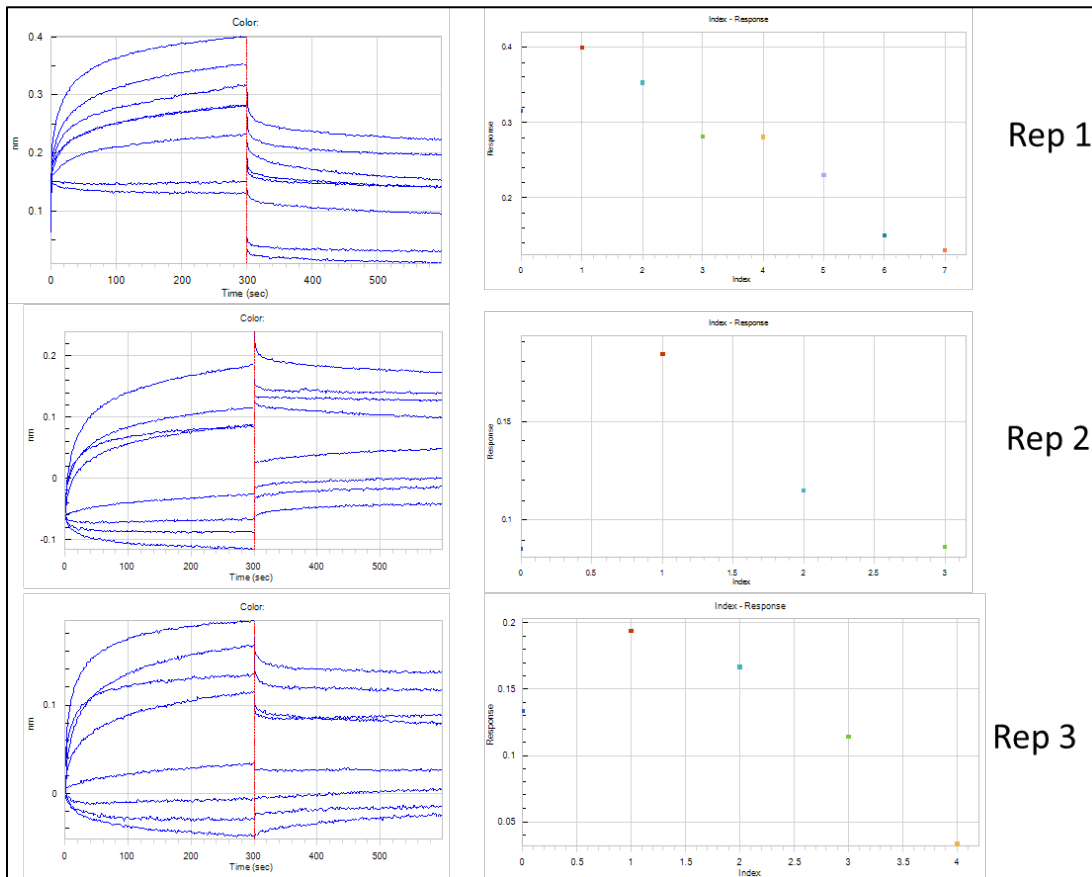 Color:
0.4
0.3
0.2
0.1
nm
0 100 200 300 400 500
Time (sec)
Index - Response
0.4
0.3
0.2
Response
0 1 2 3 4 5 6 7
Index
Rep 1
Color:
0.2
0.1
0
-0.1
nm
0 100 200 300 400 500
Time (sec)
Index - Response
0.15
0.1
Response
0.5 1 1.5 2 2.5 3
Index
Rep 2
Color:
0.1
0
nm
0 100 200 300 400 500
Time (sec)
Index - Response
0.2
0.15
0.1
0.05
Response
0 0.5 1 1.5 2 2.5 3 3.5 4
Index
Rep 3